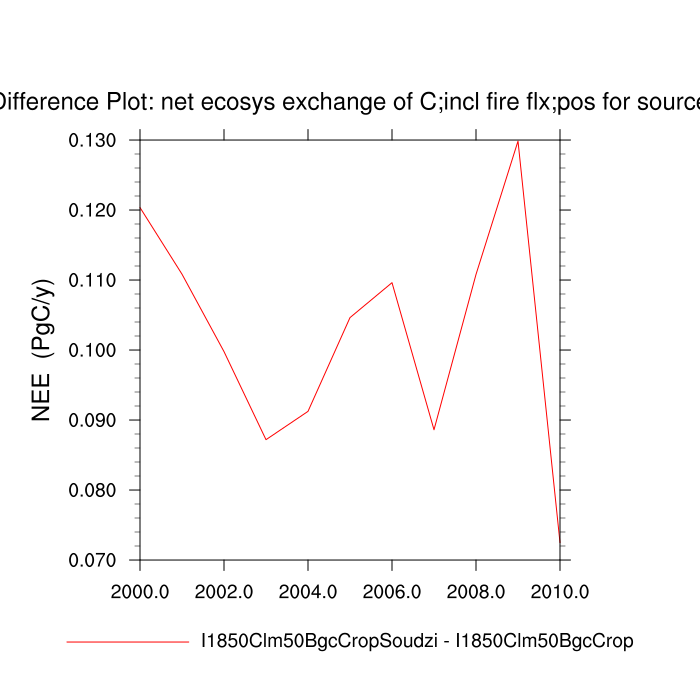 Difference Plot: net ecosys exchange of C;incl fire flx;pos for source
0.130
0.120
0.110
0.100
0.090
0.080
0.070
NEE (PgC/y)
2000.0 2002.0 2004.0 2006.0 2008.0 2010.0
I1850Clm50BgcCropSoudzi - I1850Clm50BgcCrop